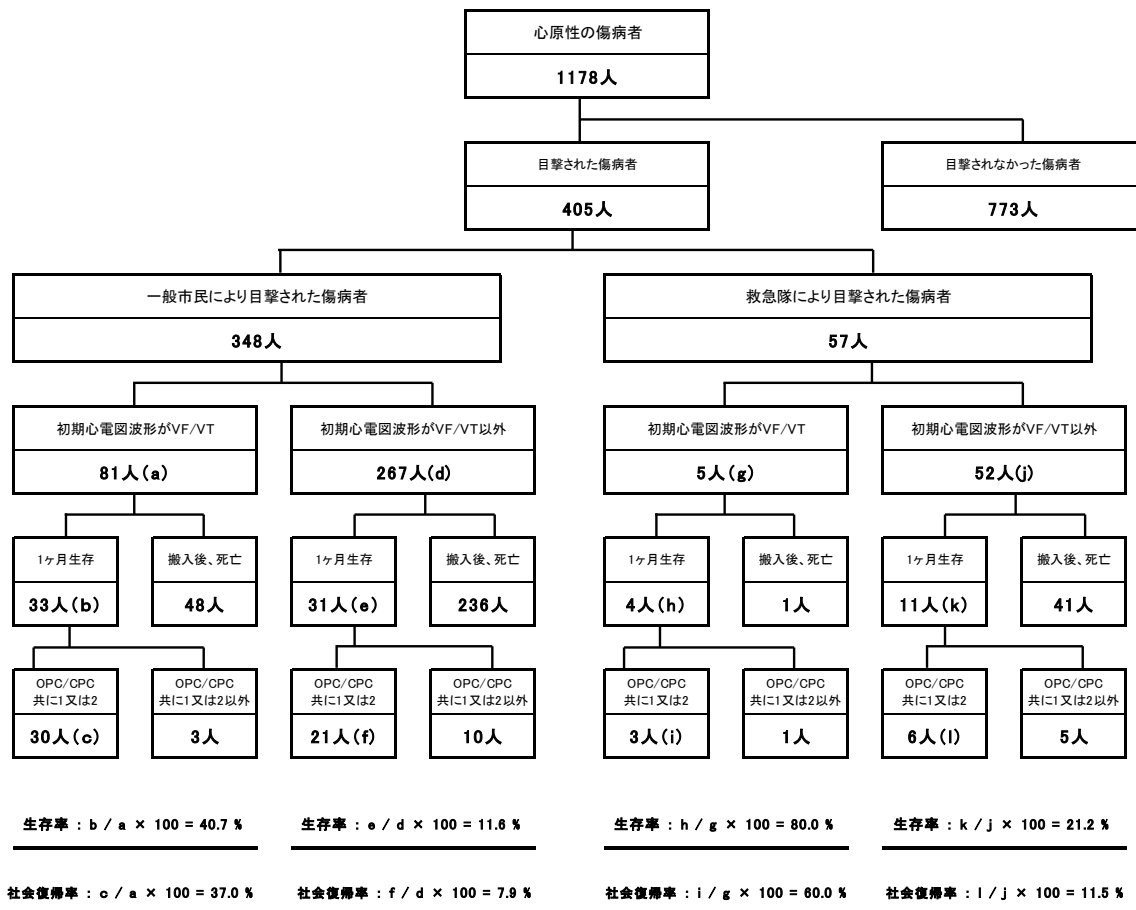 心原性の傷病者
1178人
目撃された傷病者
405人
目撃されなかった傷病者
773人
一般市民により目撃された傷病者
348人
救急隊により目撃された傷病者
57人
初期心電図波形がVF/VT
81人(a)
初期心電図波形がVF/VT以外
267人(d)
初期心電図波形がVF/VT
5人(g)
初期心電図波形がVF/VT以外
52人(j)
1ヶ月生存
33人(b)
搬入後、死亡
48人
1ヶ月生存
31人(e)
搬入後、死亡
236人
1ヶ月生存
4人(h)
搬入後、死亡
1人
1ヶ月生存
11人(k)
搬入後、死亡
41人
OPC/CPC
共に1又は2
30人(c)
OPC/CPC
共に1又は2以外
3人
OPC/CPC
共に1又は2
21人(f)
OPC/CPC
共に1又は2以外
10人
OPC/CPC
共に1又は2
3人(i)
OPC/CPC
共に1又は2以外
1人
OPC/CPC
共に1又は2
6人(l)
OPC/CPC
共に1又は2以外
5人
生存率 : b / a × 100 = 40.7 %
生存率 : e / d × 100 = 11.6 %
生存率 : h / g × 100 = 80.0 %
生存率 : k / j × 100 = 21.2 %
社会復帰率 : c / a × 100 = 37.0 %
社会復帰率 : f / d × 100 = 7.9 %
社会復帰率 : i / g × 100 = 60.0 %
社会復帰率 : l / j × 100 = 11.5 %